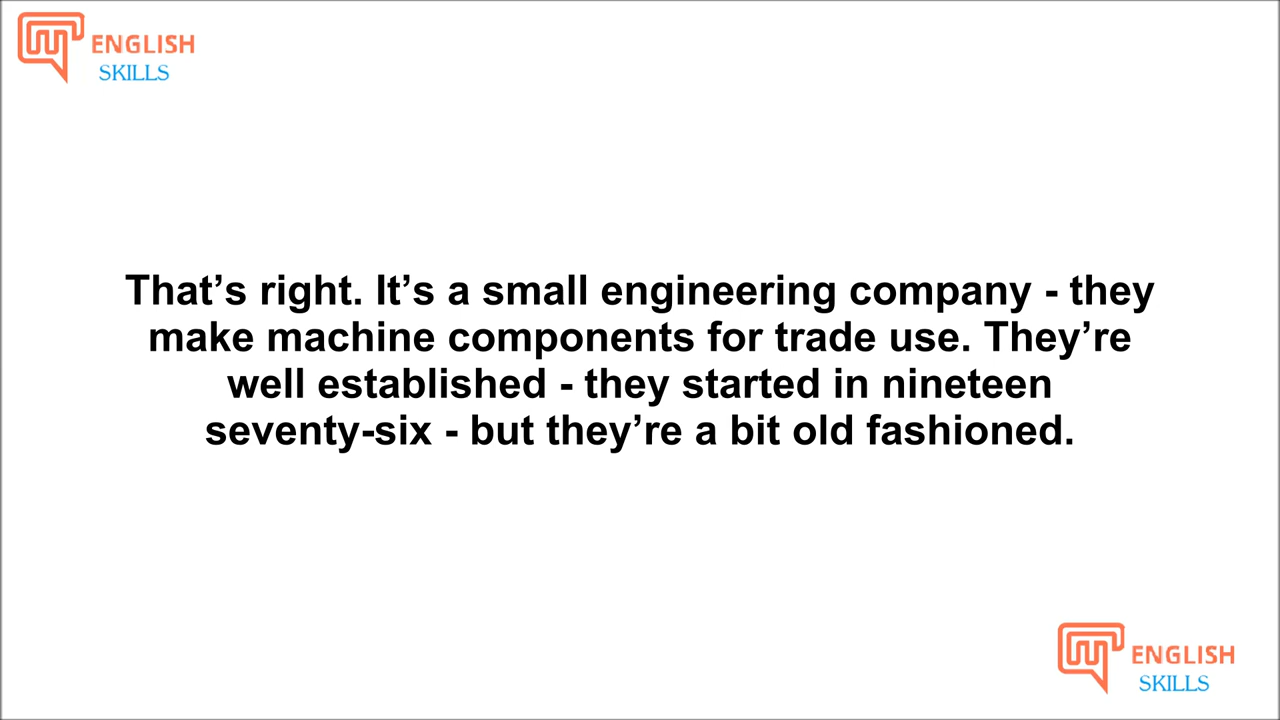 ENGLISH
SKILLS
That’s right. It’s a small engineering company - they
make machine components for trade use. They’re
well established - they started in nineteen
seventy-six - but they’re a bit old fashioned.
ENGLISH
SKILLS